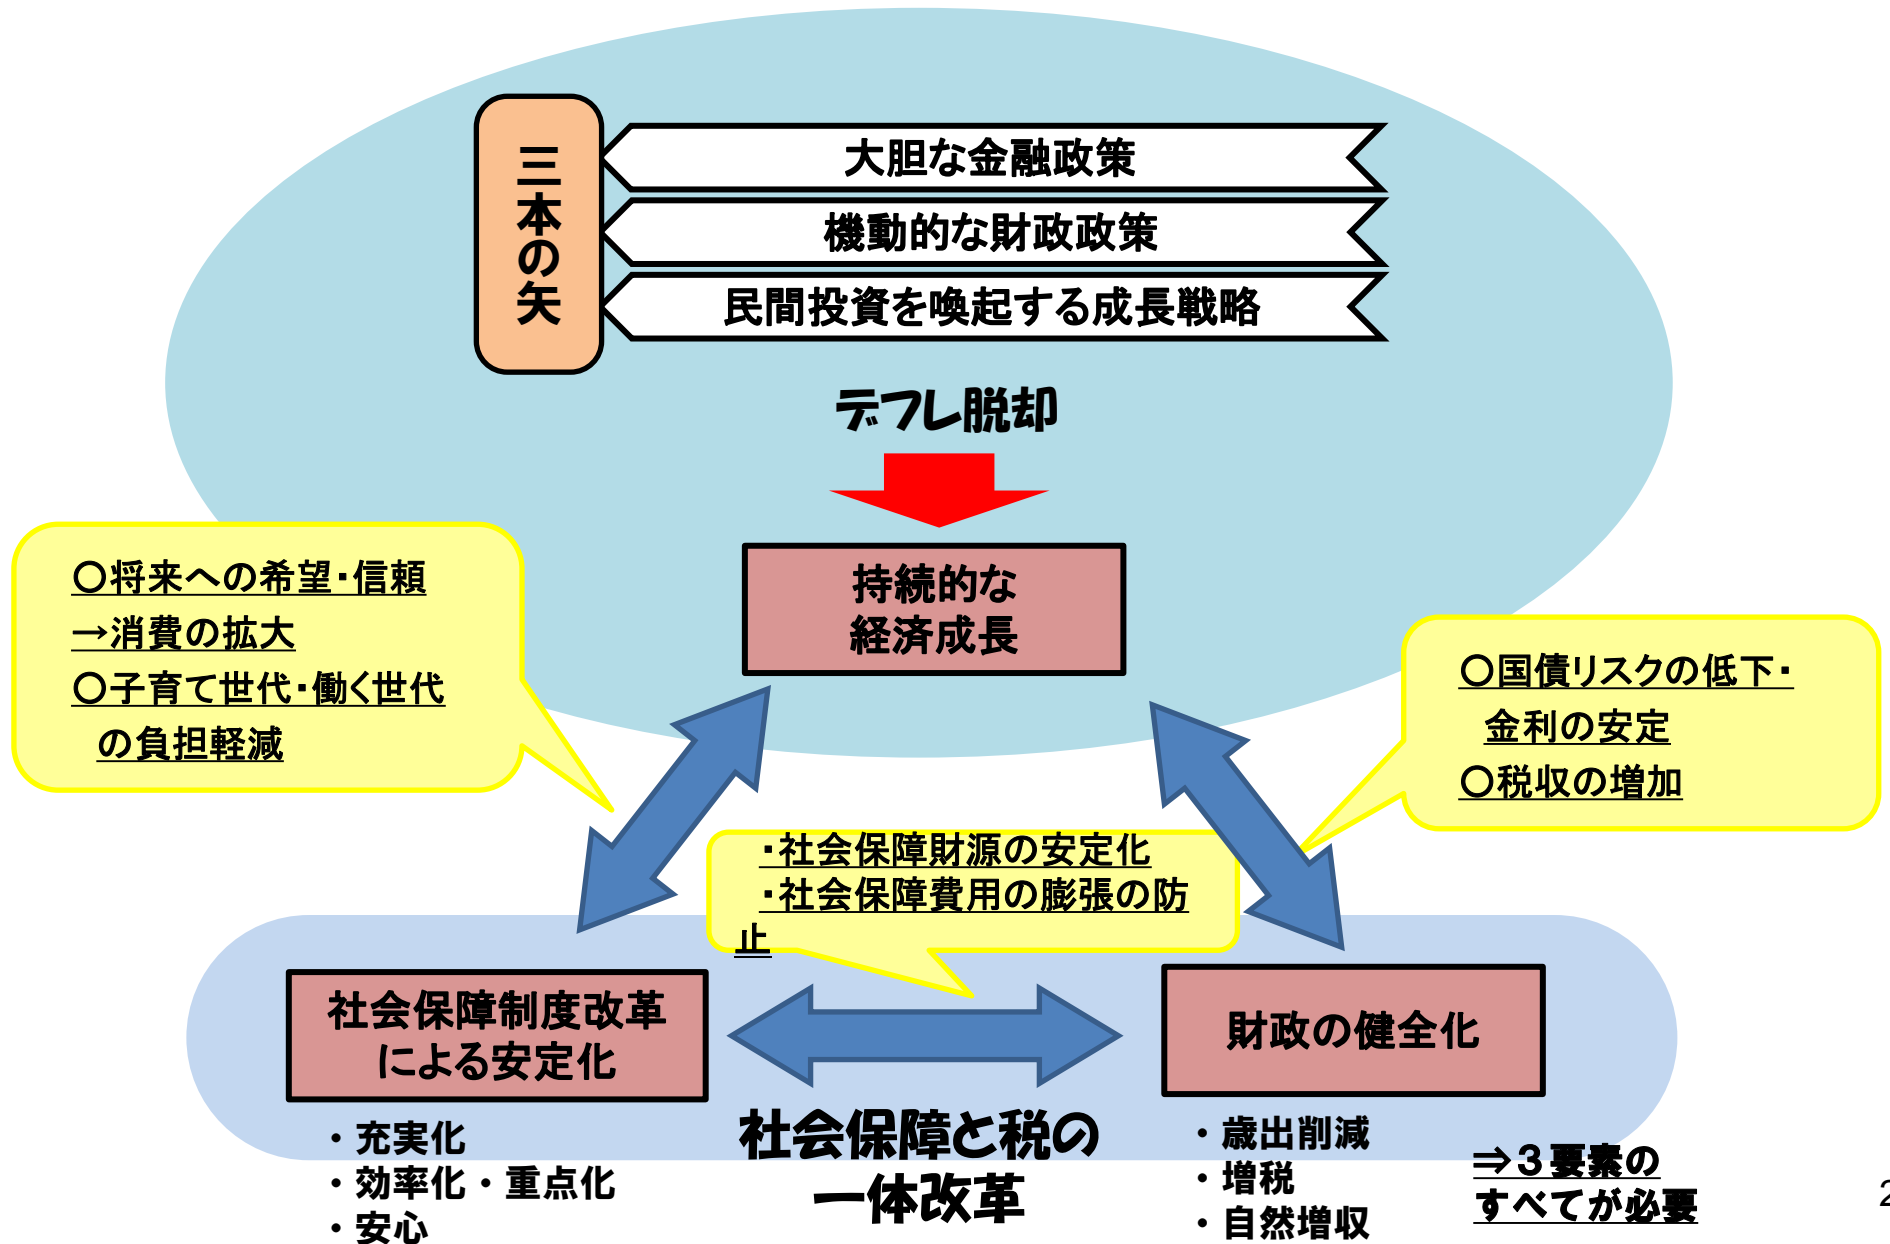 三本の矢
大胆な金融政策
機動的な財政政策
民間投資を喚起する成長戦略
デフレ脱却
持続的な
経済成長
○将来への希望・信頼
→消費の拡大
○子育て世代・働く世代
の負担軽減
○国債リスクの低下・
金利の安定
○税収の増加
・社会保障財源の安定化
・社会保障費用の膨張の防
止
社会保障制度改革
による安定化
財政の健全化
・充実化
・効率化・重点化
・安心
社会保障と税の
一体改革
・歳出削減
・増税
・自然増収
⇒３要素の
すべてが必要
2